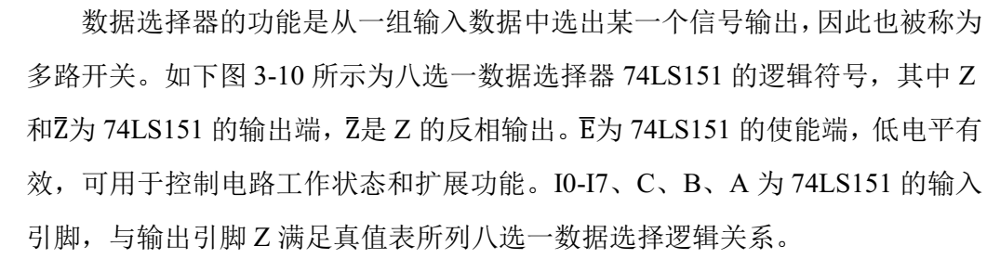 数据选择器的功能是从一组输入数据中选出某一个信号输出，因此也被称为
多路开关。如下图 3-10 所示为八选一数据选择器 74LS151 的逻辑符号，其中 Z
和Z̅为 74LS151 的输出端，Z̅是 Z 的反相输出。E̅为 74LS151 的使能端，低电平有
效，可用于控制电路工作状态和扩展功能。I0-I7、C、B、A 为 74LS151 的输入
引脚，与输出引脚 Z 满足真值表所列八选一数据选择逻辑关系。